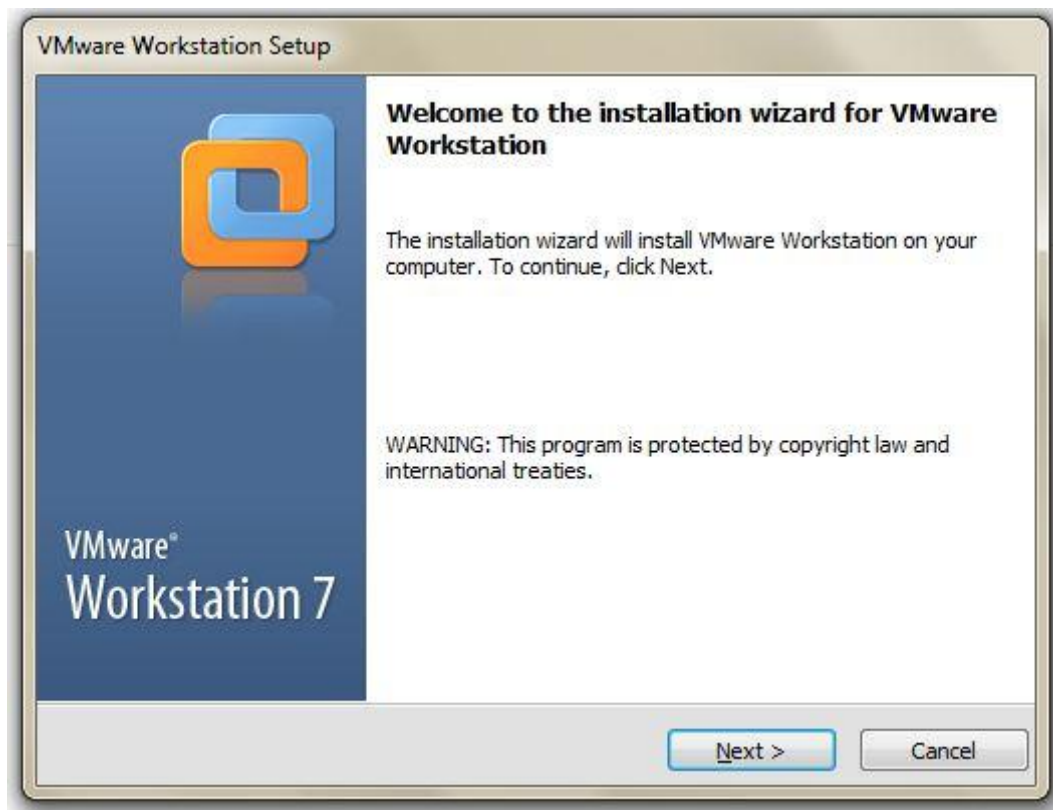 VMware Workstation Setup
Welcome to the installation wizard for VMware
Workstation
The installation wizard will install VMware Workstation on your
computer. To continue, click Next.
WARNING: This program is protected by copyright law and
international treaties.
VMware®
Workstation 7
Next >
Cancel